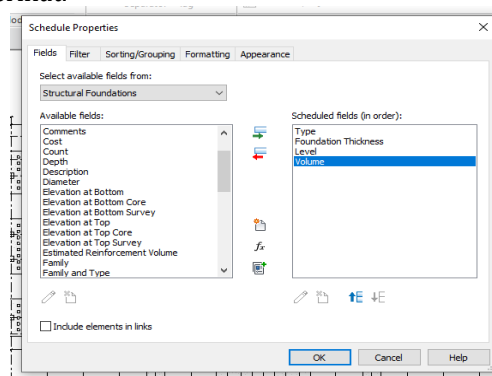 Schedule Properties
Fields Filter Sorting/Grouping Formatting Appearance
Select available fields from:
Structural Foundations
Available fields:
Comments
Cost
Count
Depth
Description
Diameter
Elevation at Bottom
Elevation at Bottom Core
Elevation at Bottom Survey
Elevation at Top
Elevation at Top Core
Elevation at Top Survey
Estimated Reinforcement Volume
Family
Family and Type
Scheduled fields (in order):
Type
Foundation Thickness
Level
Volume
fx
Include elements in links
OK Cancel Help